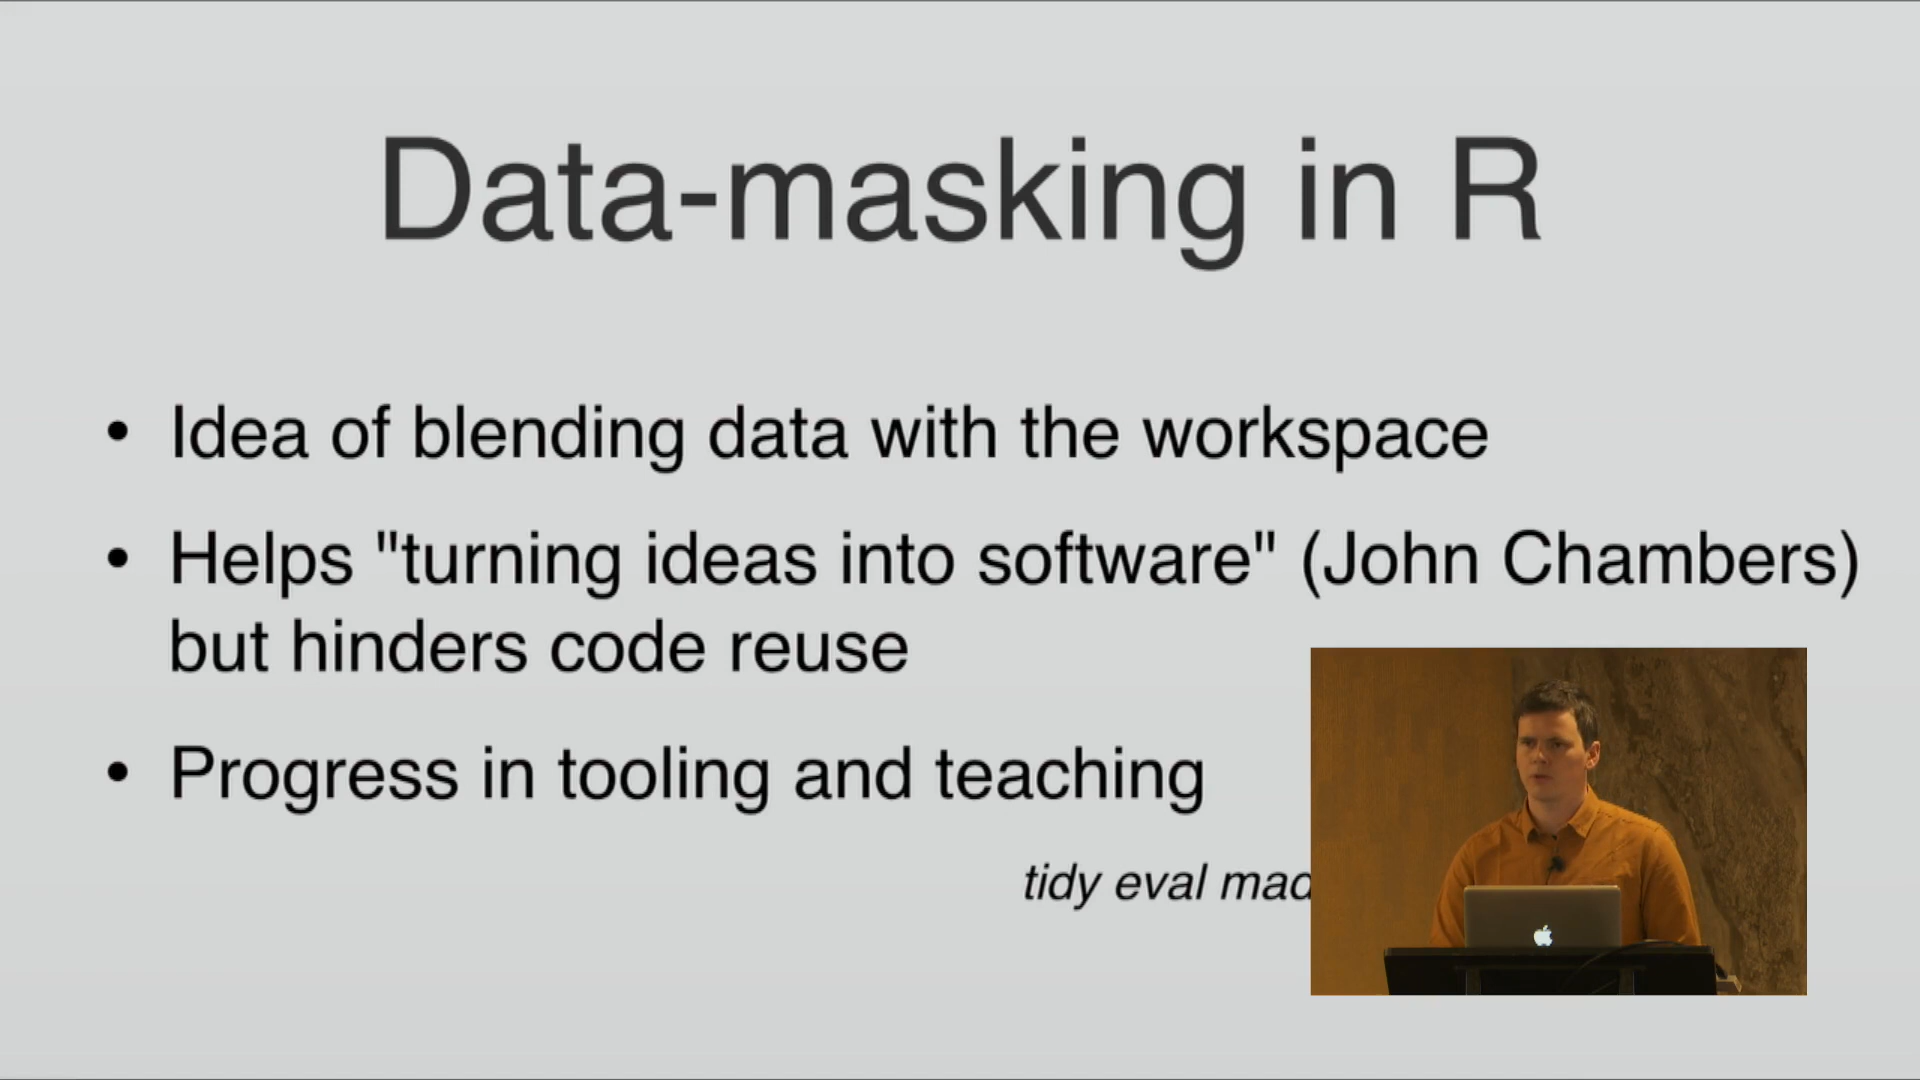 Data-masking in R
• Idea of blending data with the workspace
• Helps "turning ideas into software" (John Chambers)
but hinders code reuse
• Progress in tooling and teaching
tidy eval